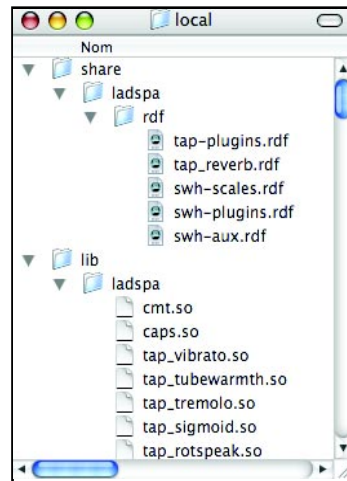 local
Nom
share
ladspa
rdf
tap-plugins.rdf
tap_reverb.rdf
swh-scales.rdf
swh-plugins.rdf
swh-aux.rdf
lib
ladspa
cmt.so
caps.so
tap_vibrato.so
tap_tubewarmth.so
tap_tremolo.so
tap_sigmoid.so
tap_rotspeak.so